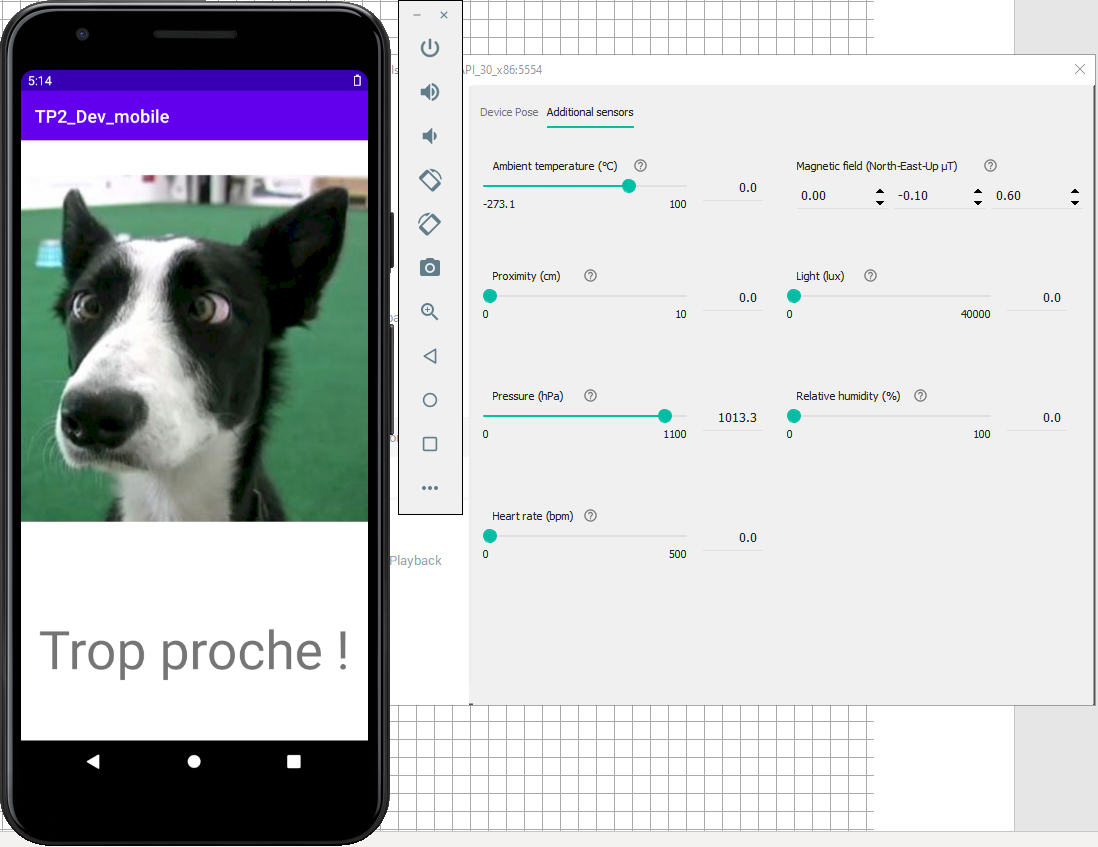 5:14
TP2_Dev_mobile
Trop proche !
API_30_x86:5554
Device Pose
Additional sensors
Ambient temperature (°C)
0.0
-273.1
100
Magnetic field (North-East-Up µT)
0.00
-0.10
0.60
Proximity (cm)
0.0
0
10
Light (lux)
0.0
0
40000
Pressure (hPa)
1013.3
0
1100
Relative humidity (%)
0.0
0
100
Heart rate (bpm)
0.0
0
500
Playback